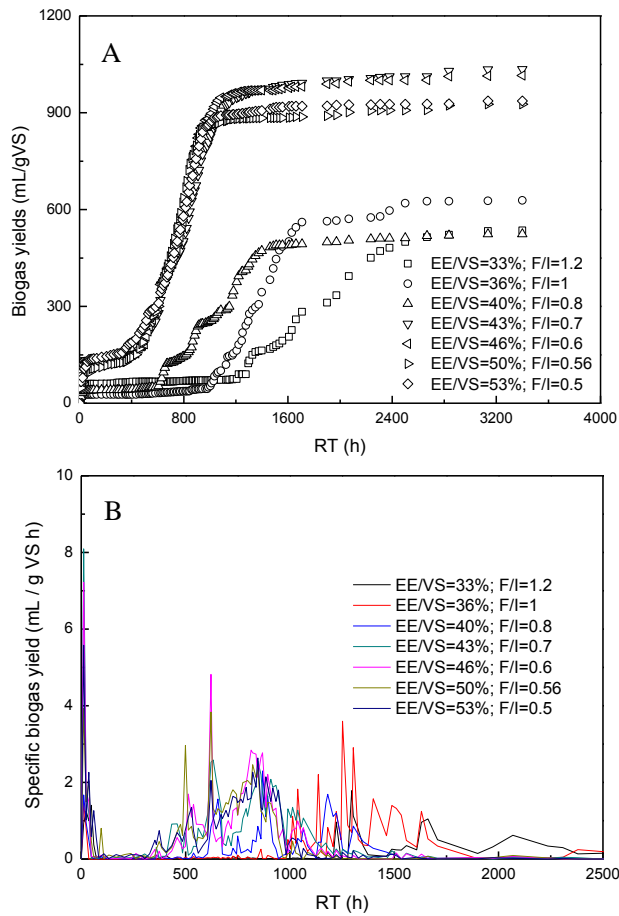 A
1200
900
600
300
0
Biogas yields (mL/gVS)
EE/VS=33%; F/I=1.2
EE/VS=36%; F/I=1
EE/VS=40%; F/I=0.8
EE/VS=43%; F/I=0.7
EE/VS=46%; F/I=0.6
EE/VS=50%; F/I=0.56
EE/VS=53%; F/I=0.5
0 800 1600 2400 3200 4000
RT (h)
B
10
8
6
4
2
0
Specific biogas yield (mL / g VS h)
EE/VS=33%; F/I=1.2
EE/VS=36%; F/I=1
EE/VS=40%; F/I=0.8
EE/VS=43%; F/I=0.7
EE/VS=46%; F/I=0.6
EE/VS=50%; F/I=0.56
EE/VS=53%; F/I=0.5
0 500 1000 1500 2000 2500
RT (h)